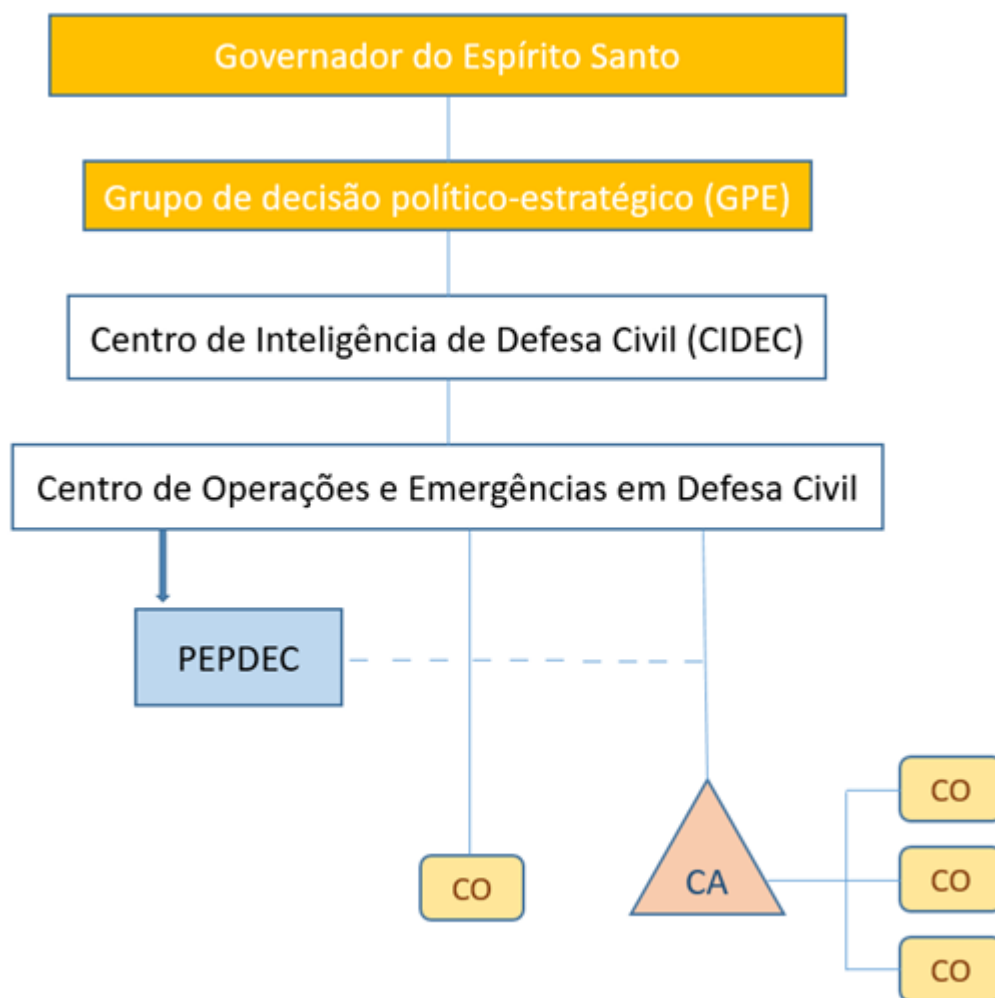 Governador do Espírito Santo
Grupo de decisão político-estratégico (GPE)
Centro de Inteligência de Defesa Civil (CIDEC)
Centro de Operações e Emergências em Defesa Civil
PEPDEC
CO
CA
CO
CO
CO